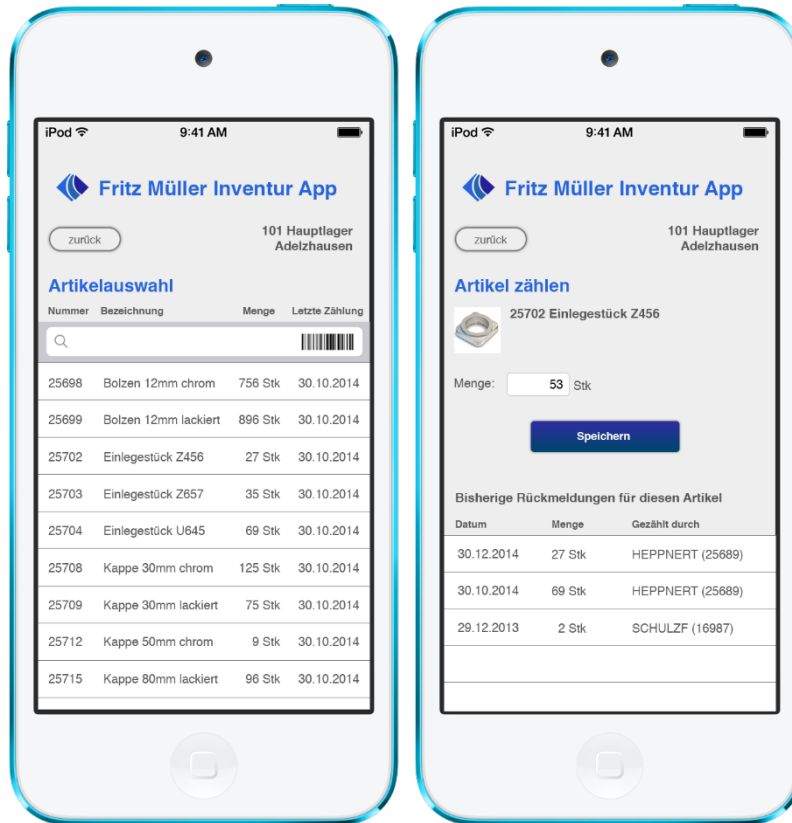 iPod 9:41 AM
Fritz Müller Inventur App
zurück
101 Hauptlager
Adelzhausen
Artikelauswahl
Nummer Bezeichnung Menge Letzte Zählung
25698 Bolzen 12mm chrom 756 Stk 30.10.2014
25699 Bolzen 12mm lackiert 896 Stk 30.10.2014
25702 Einlegestück Z456 27 Stk 30.10.2014
25703 Einlegestück Z657 35 Stk 30.10.2014
25704 Einlegestück U645 69 Stk 30.10.2014
25708 Kappe 30mm chrom 125 Stk 30.10.2014
25709 Kappe 30mm lackiert 75 Stk 30.10.2014
25712 Kappe 50mm chrom 9 Stk 30.10.2014
25715 Kappe 80mm lackiert 96 Stk 30.10.2014
iPod 9:41 AM
Fritz Müller Inventur App
zurück
101 Hauptlager
Adelzhausen
Artikel zählen
25702 Einlegestück Z456
Menge: 53 Stk
Speichern
Bisherige Rückmeldungen für diesen Artikel
Datum Menge Gezählt durch
30.12.2014 27 Stk HEPPNERT (25689)
30.10.2014 69 Stk HEPPNERT (25689)
29.12.2013 2 Stk SCHULZF (16987)